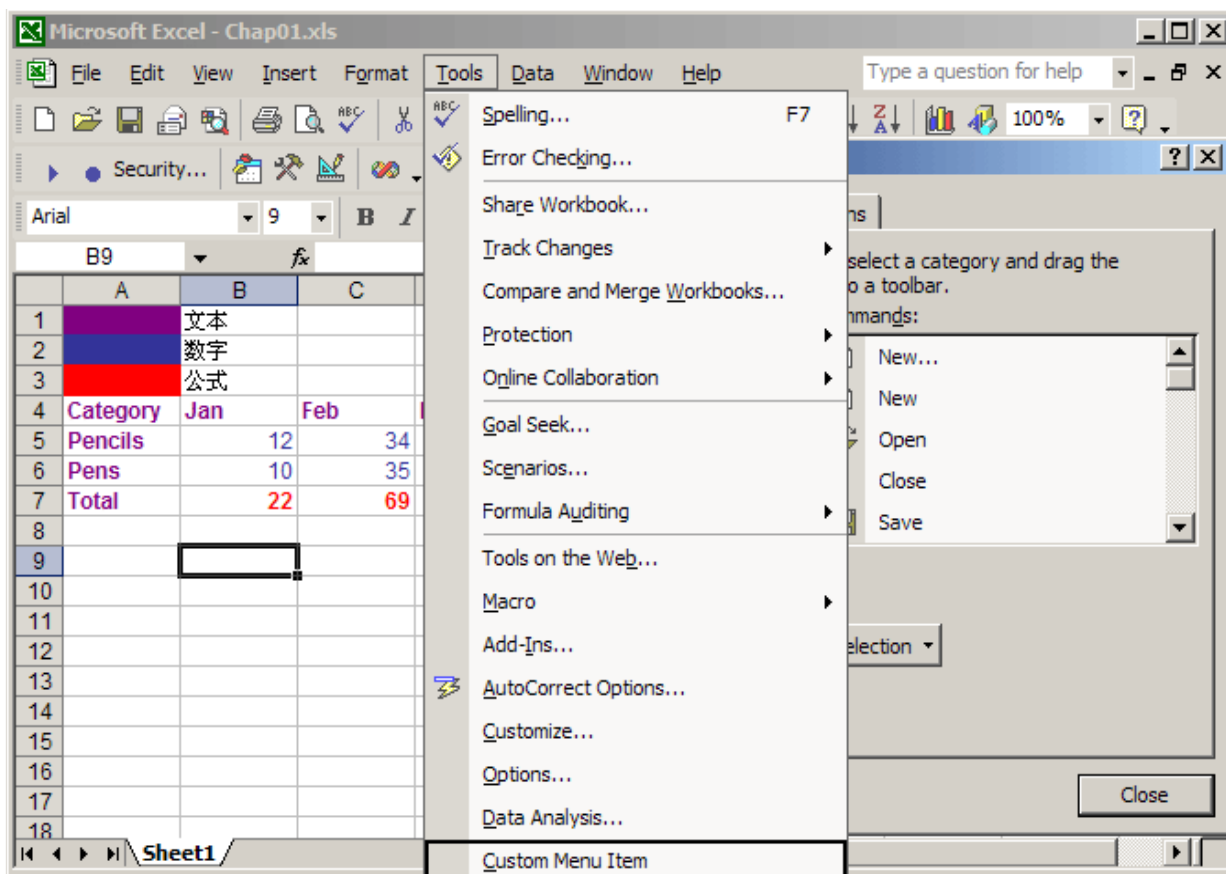 Microsoft Excel - Chap01.xls
File Edit View Insert Format Tools Data Window Help Type a question for help
100%
Security...
Arial 9 B I
B9 fx
A B C
1 文本
2 数字
3 公式
4 Category Jan Feb
5 Pencils 12 34
6 Pens 10 35
7 Total 22 69
8
9
10
11
12
13
14
15
16
17
18
Sheet1
Spelling... F7
Error Checking...
Share Workbook...
Track Changes
Compare and Merge Workbooks...
Protection
Online Collaboration
Goal Seek...
Scenarios...
Formula Auditing
Tools on the Web...
Macro
Add-Ins...
AutoCorrect Options...
Customize...
Options...
Data Analysis...
Custom Menu Item
select a category and drag the
a toolbar.
New...
New
Open
Close
Save
Close